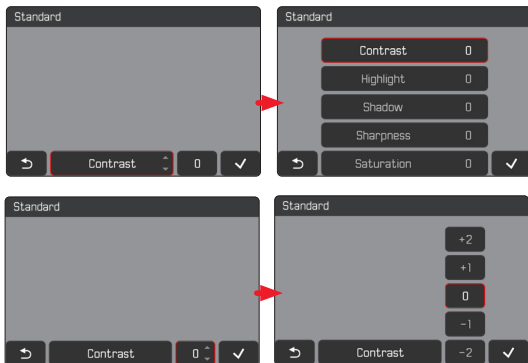 Standard
Contrast 0
Standard
Contrast 0
Highlight 0
Shadow 0
Sharpness 0
Saturation 0
Standard
Contrast 0
Standard
+2
+1
0
-1
Contrast -2